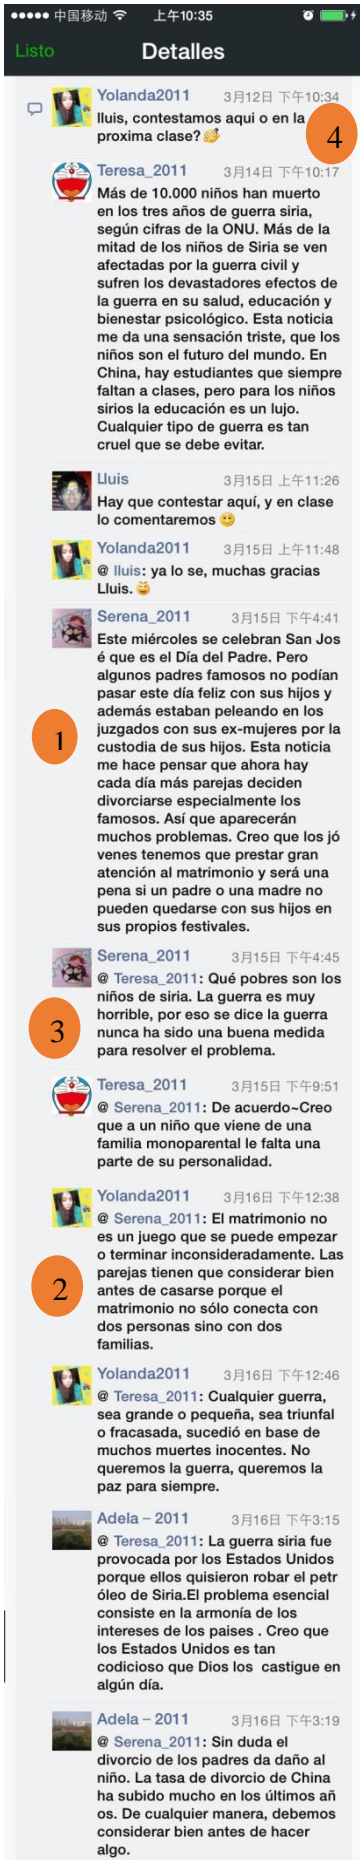 中国移动 上午10:35
Listo Detalles
Yolanda2011 3月12日 下午10:34
lluis, contestamos aqui o en la
proxima clase?
4
Teresa_2011 3月14日 下午10:17
Más de 10.000 niños han muerto
en los tres años de guerra siria,
según cifras de la ONU. Más de la
mitad de los niños de Siria se ven
afectadas por la guerra civil y
sufren los devastadores efectos de
la guerra en su salud, educación y
bienestar psicológico. Esta noticia
me da una sensación triste, que los
niños son el futuro del mundo. En
China, hay estudiantes que siempre
faltan a clases, pero para los niños
sirios la educación es un lujo.
Cualquier tipo de guerra es tan
cruel que se debe evitar.
Lluis 3月15日 上午11:26
Hay que contestar aquí, y en clase
lo comentaremos
Yolanda2011 3月15日 上午11:48
@ lluis: ya lo se, muchas gracias
Lluis.
Serena_2011 3月15日 下午4:41
Este miércoles se celebran San Jos
é que es el Día del Padre. Pero
algunos padres famosos no podían
pasar este día feliz con sus hijos y
además estaban peleando en los
1
juzgados con sus ex-mujeres por la
custodia de sus hijos. Esta noticia
me hace pensar que ahora hay
cada día más parejas deciden
divorciarse especialmente los
famosos. Así que aparecerán
muchos problemas. Creo que los jó
venes tenemos que prestar gran
atención al matrimonio y será una
pena si un padre o una madre no
pueden quedarse con sus hijos en
sus propios festivales.
Serena_2011 3月15日 下午4:45
@ Teresa_2011: Qué pobres son los
niños de siria. La guerra es muy
3
horrible, por eso se dice la guerra
nunca ha sido una buena medida
para resolver el problema.
Teresa_2011 3月15日 下午9:51
@ Serena_2011: De acuerdo~Creo
que a un niño que viene de una
familia monoparental le falta una
parte de su personalidad.
Yolanda2011 3月16日 下午12:38
@ Serena_2011: El matrimonio no
es un juego que se puede empezar
o terminar inconsideradamente. Las
2
parejas tienen que considerar bien
antes de casarse porque el
matrimonio no sólo conecta con
dos personas sino con dos
familias.
Yolanda2011 3月16日 下午12:46
@ Teresa_2011: Cualquier guerra,
sea grande o pequeña, sea triunfal
o fracasada, sucedió en base de
muchos muertes inocentes. No
queremos la guerra, queremos la
paz para siempre.
Adela – 2011 3月16日 下午3:15
@ Teresa_2011: La guerra siria fue
provocada por los Estados Unidos
porque ellos quisieron robar el petr
óleo de Siria.El problema esencial
consiste en la armonía de los
intereses de los paises . Creo que
los Estados Unidos es tan
codicioso que Dios los castigue en
algún día.
Adela – 2011 3月16日 下午3:19
@ Serena_2011: Sin duda el
divorcio de los padres da daño al
niño. La tasa de divorcio de China
ha subido mucho en los últimos añ
os. De cualquier manera, debemos
considerar bien antes de hacer
algo.